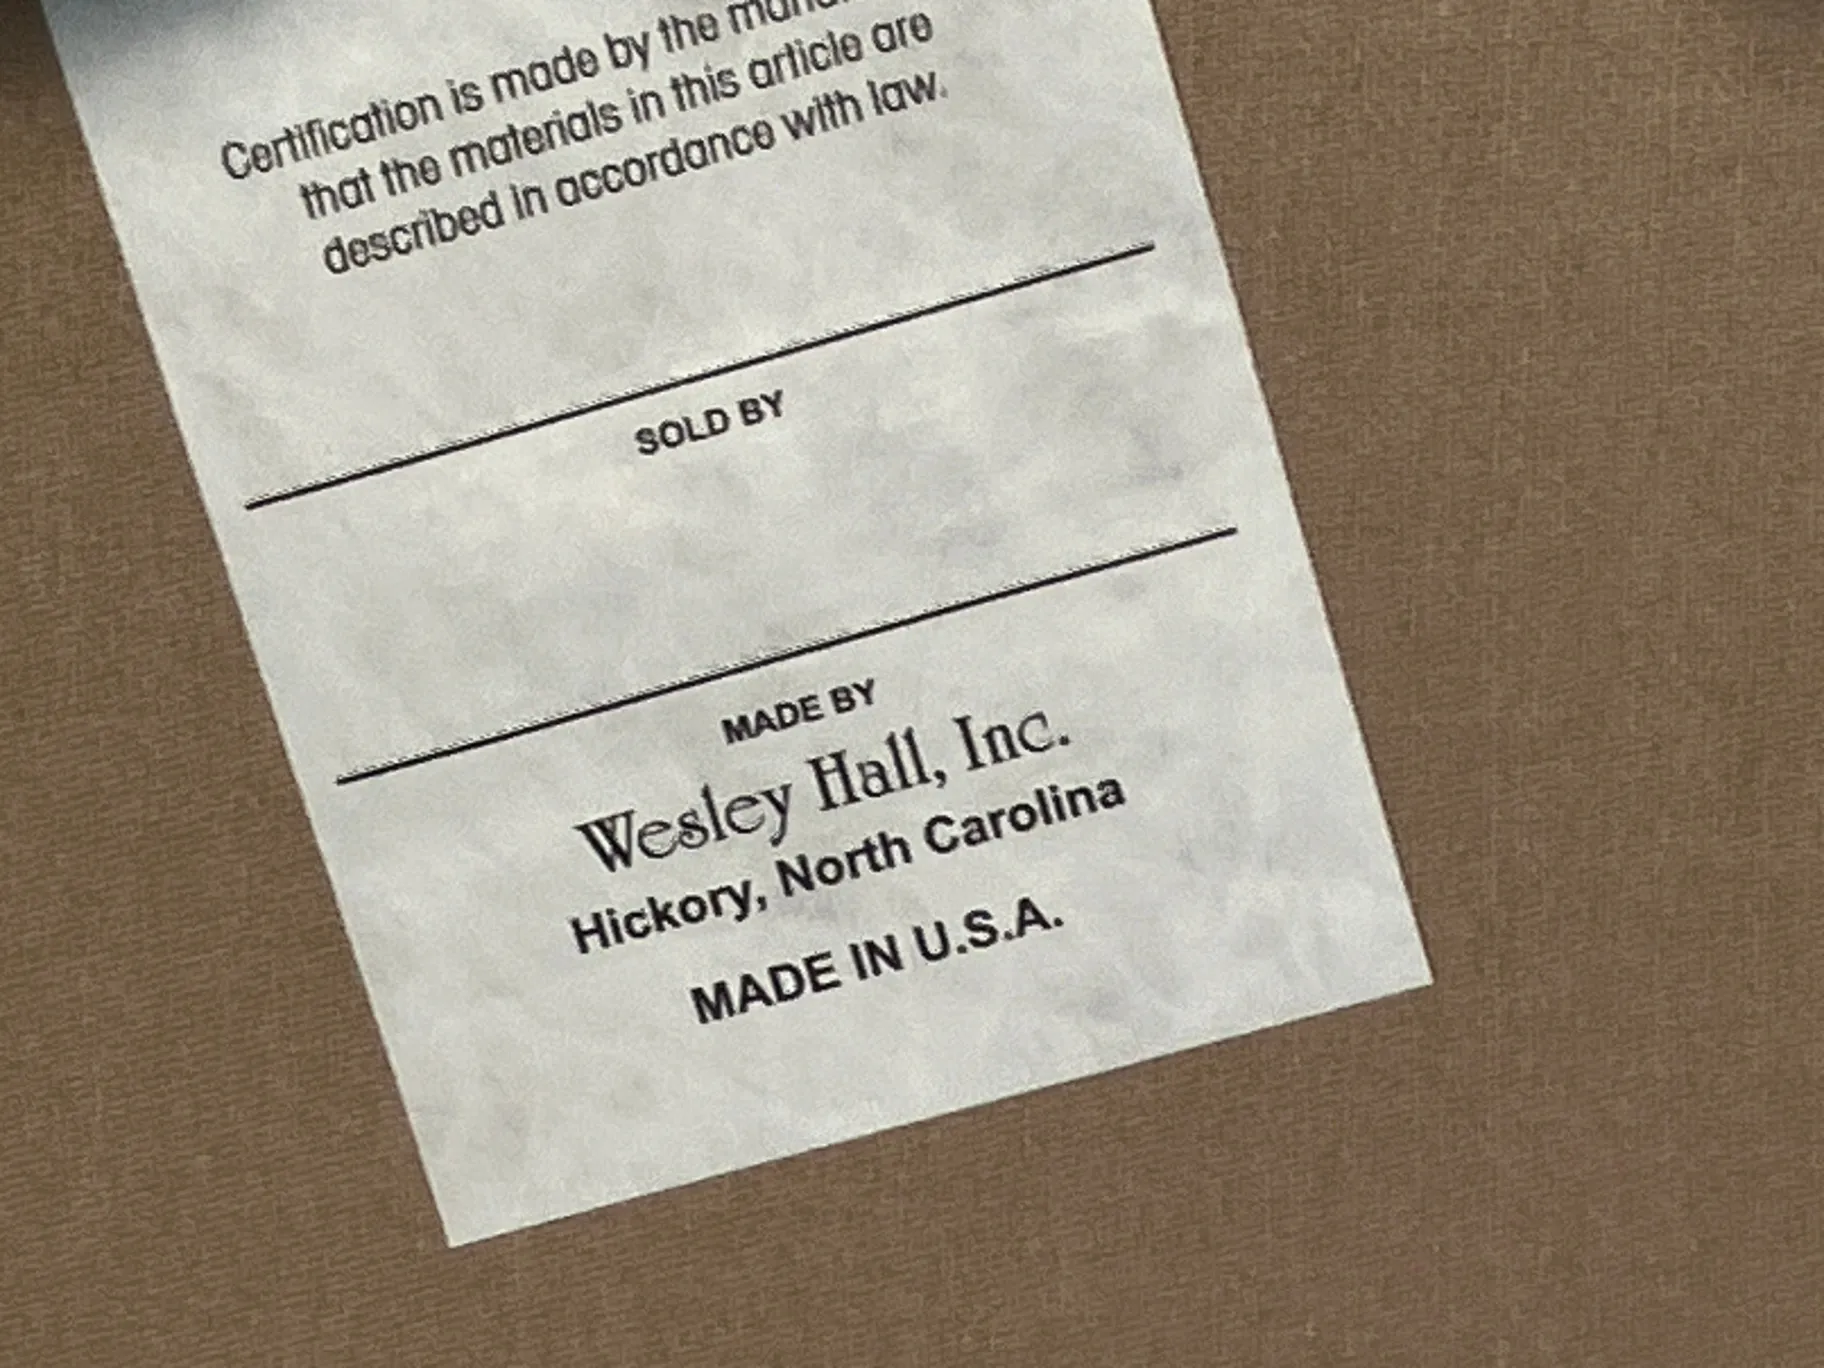 Certification is made by the
that the materials in this article are
described in accordance with law.
SOLD BY
MADE BY
Wesley Hall, Inc.
Hickory, North Carolina
MADE IN U.S.A.